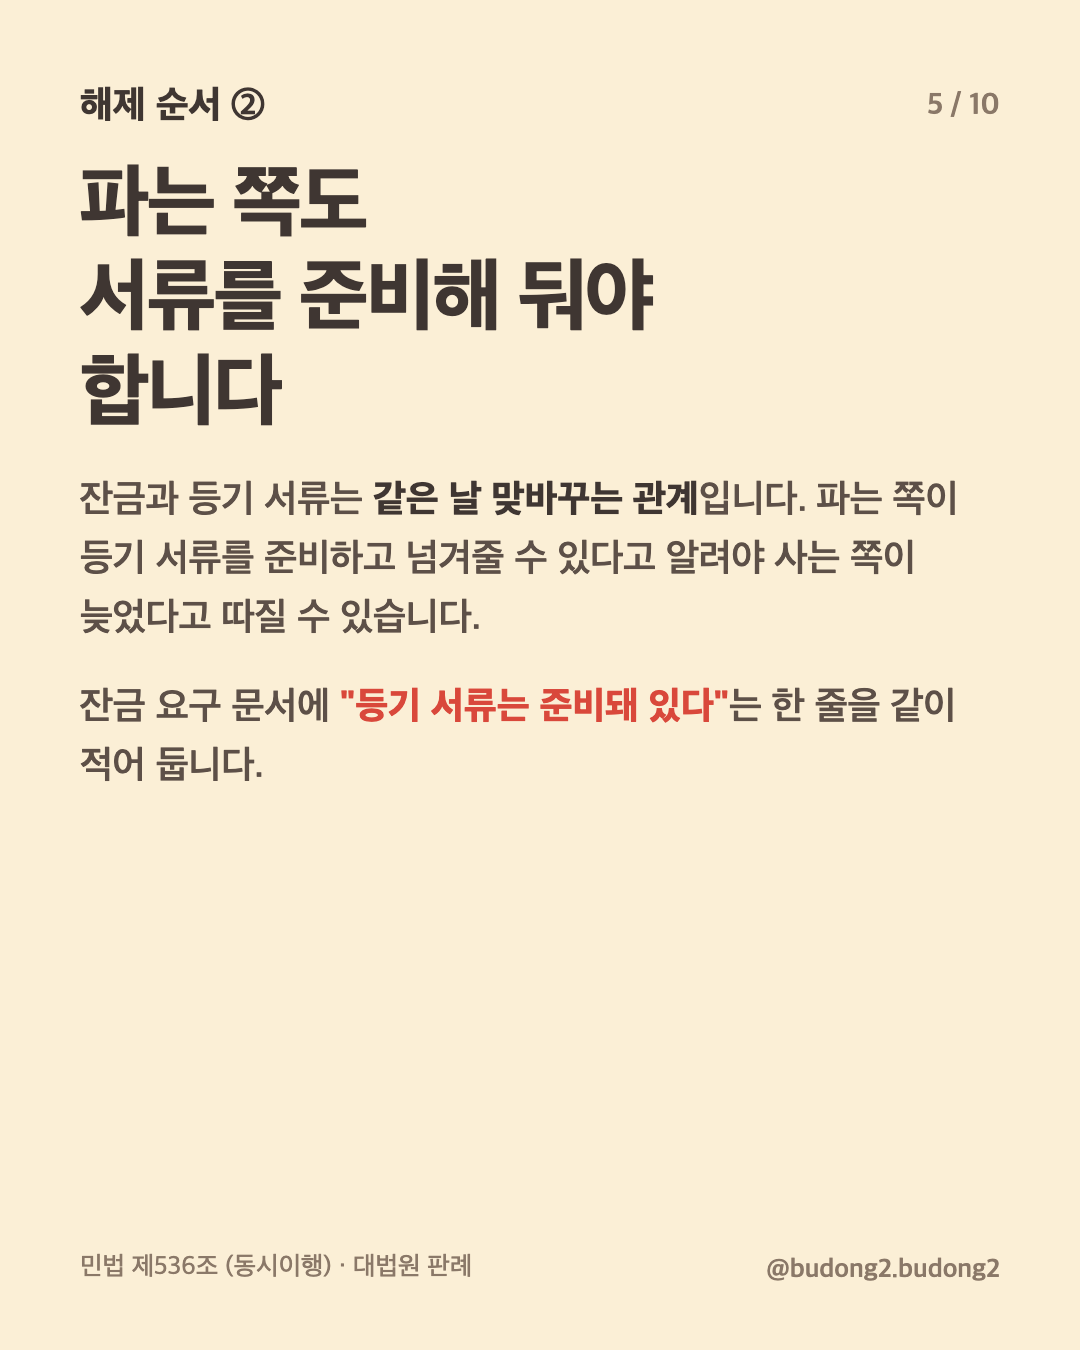 해제 순서 ②
5 / 10
파는 쪽도
서류를 준비해 둬야
합니다
잔금과 등기 서류는 같은 날 맞바꾸는 관계입니다. 파는 쪽이
등기 서류를 준비하고 넘겨줄 수 있다고 알려야 사는 쪽이
늦었다고 따질 수 있습니다.
잔금 요구 문서에 "등기 서류는 준비돼 있다"는 한 줄을 같이
적어 둡니다.
민법 제536조 (동시이행) · 대법원 판례
@budong2.budong2